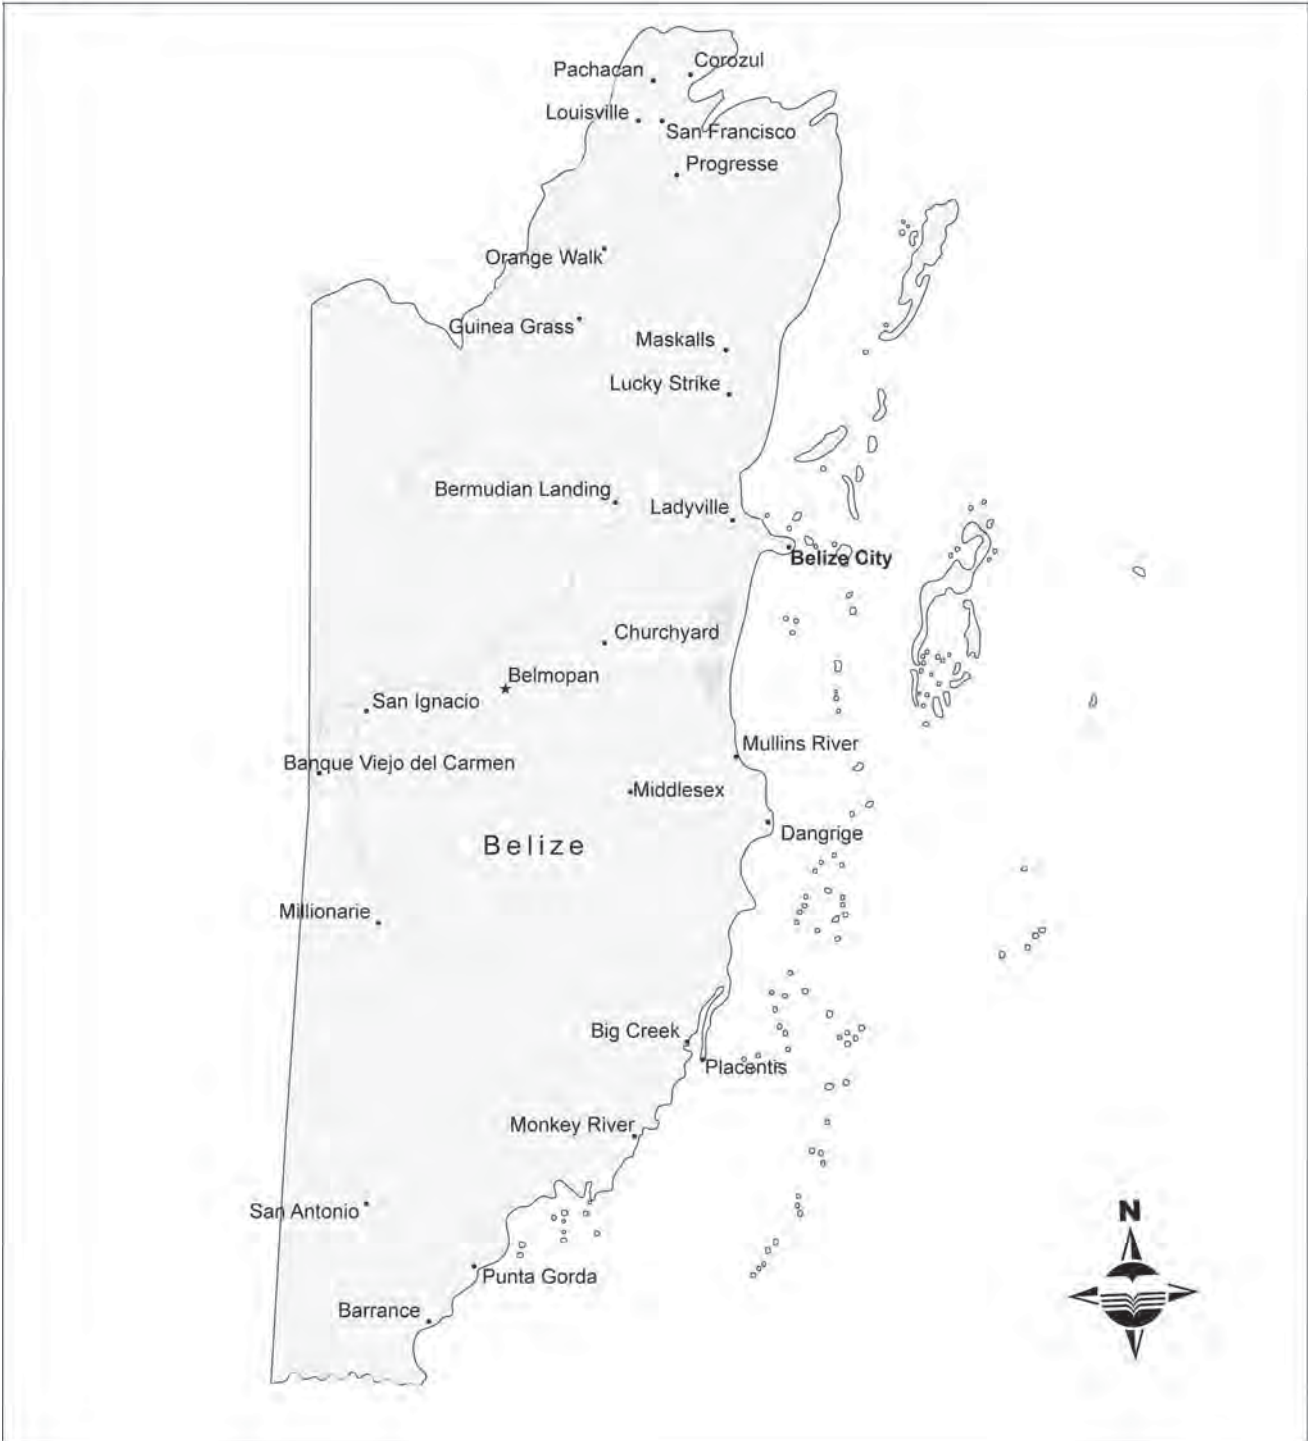 Corozul
Pachacan
Louisville
San Francisco
Progresse
Orange Walk
Guinea Grass
Maskalls
Lucky Strike
Bermudian Landing
Ladyville
Belize City
Churchyard
Belmopan
San Ignacio
Mullins River
Banque Viejo del Carmen
Middlesex
Dangrige
Belize
Millionarie
Big Creek
Placentis
Monkey River
N
San Antonio
Punta Gorda
Barrance